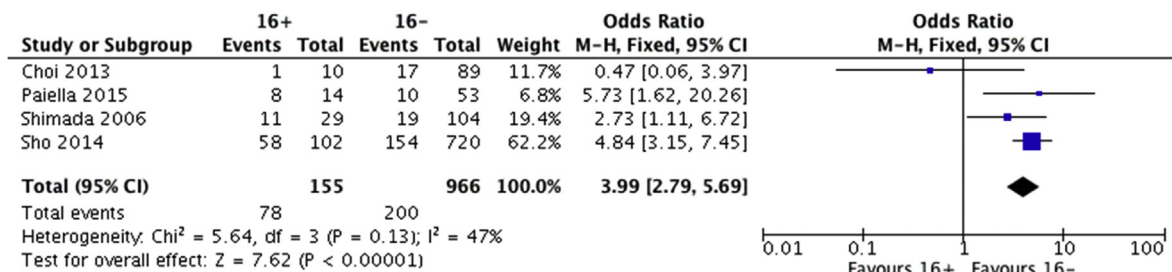 16+ 16- Odds Ratio Odds Ratio
Study or Subgroup Events Total Events Total Weight M-H, Fixed, 95% CI M-H, Fixed, 95% CI
Choi 2013 1 10 17 89 11.7% 0.47 [0.06, 3.97]
Paiella 2015 8 14 10 53 6.8% 5.73 [1.62, 20.26]
Shimada 2006 11 29 19 104 19.4% 2.73 [1.11, 6.72]
Sho 2014 58 102 154 720 62.2% 4.84 [3.15, 7.45]
Total (95% CI) 155 966 100.0% 3.99 [2.79, 5.69]
Total events 78 200
Heterogeneity: Chi² = 5.64, df = 3 (P = 0.13); I² = 47%
Test for overall effect: Z = 7.62 (P < 0.00001)
0.01 0.1 1 10 100
Favours 16+ Favours 16-